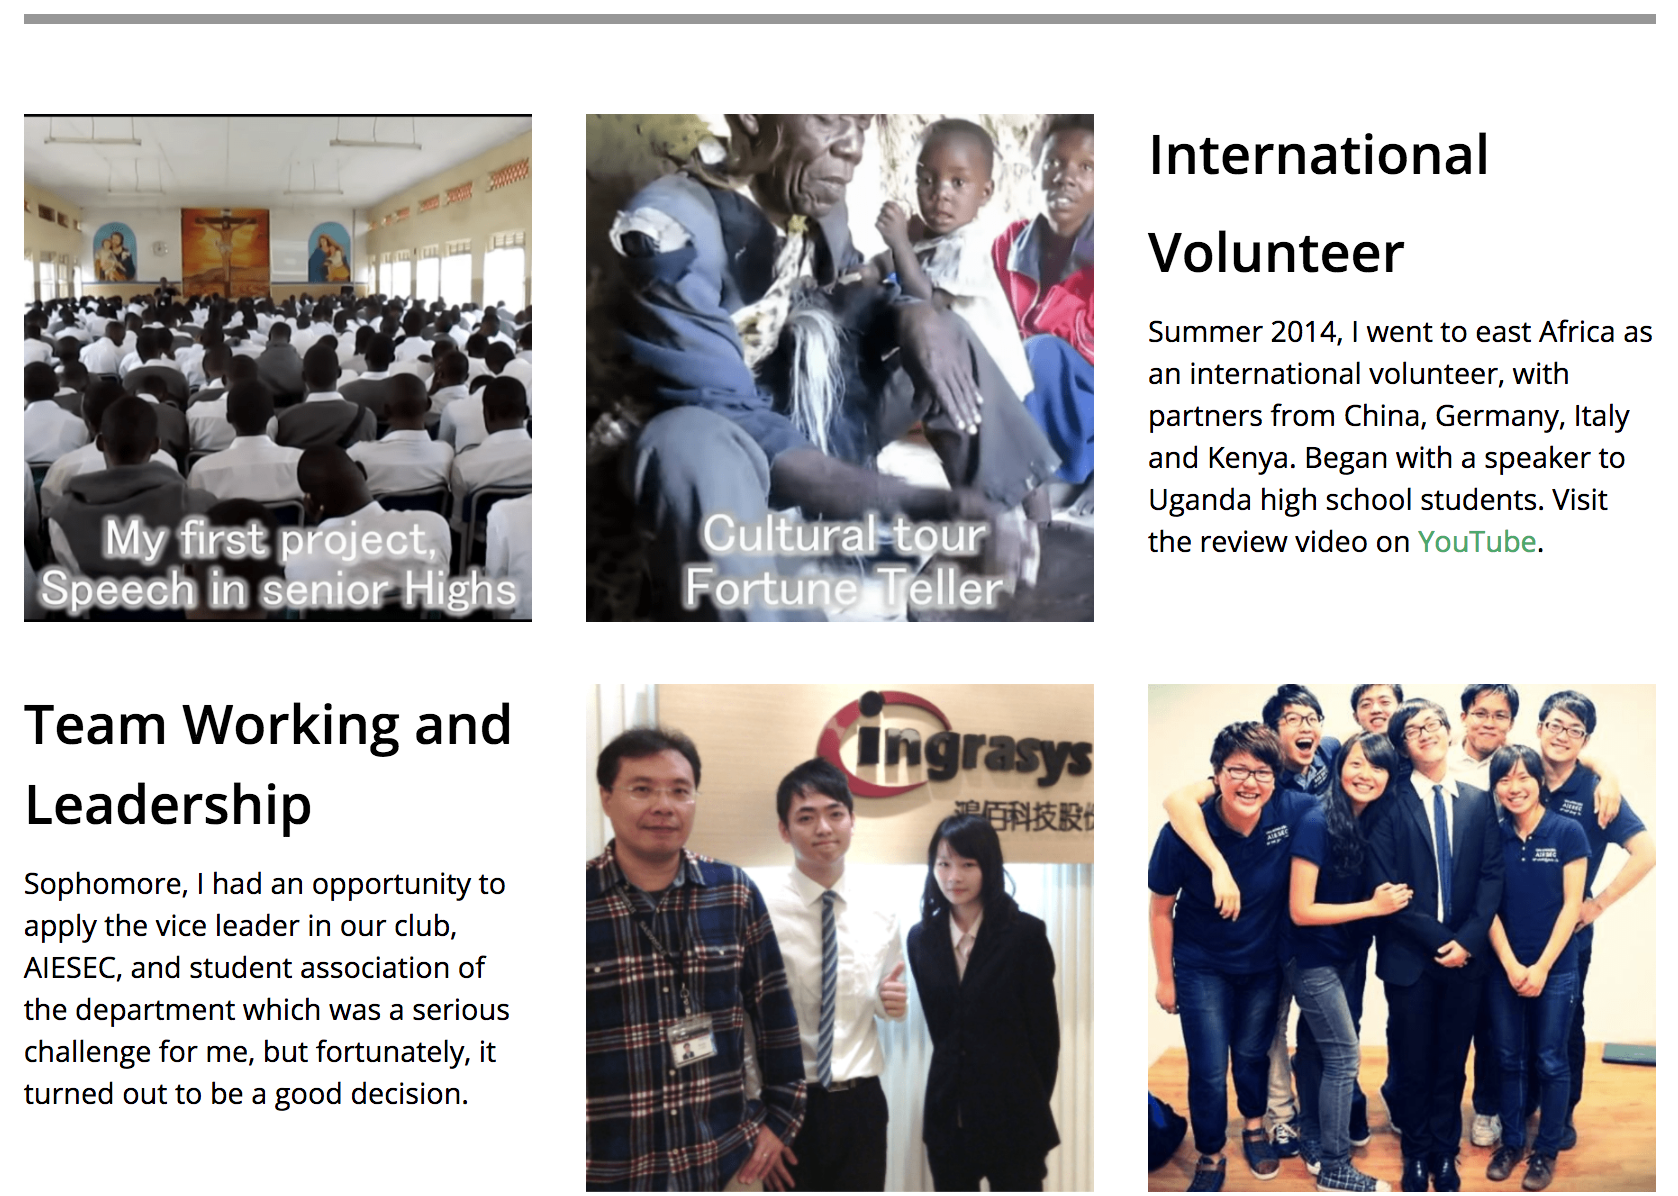 My first project,
Speech in senior Highs
Cultural tour
Fortune Teller
International
Volunteer
Summer 2014, I went to east Africa as
an international volunteer, with
partners from China, Germany, Italy
and Kenya. Began with a speaker to
Uganda high school students. Visit
the review video on YouTube.
Team Working and
Leadership
Sophomore, I had an opportunity to
apply the vice leader in our club,
AIESEC, and student association of
the department which was a serious
challenge for me, but fortunately, it
turned out to be a good decision.
ingrasys
鴻佰科技股份
AIESEC
AIESEC
AIESEC